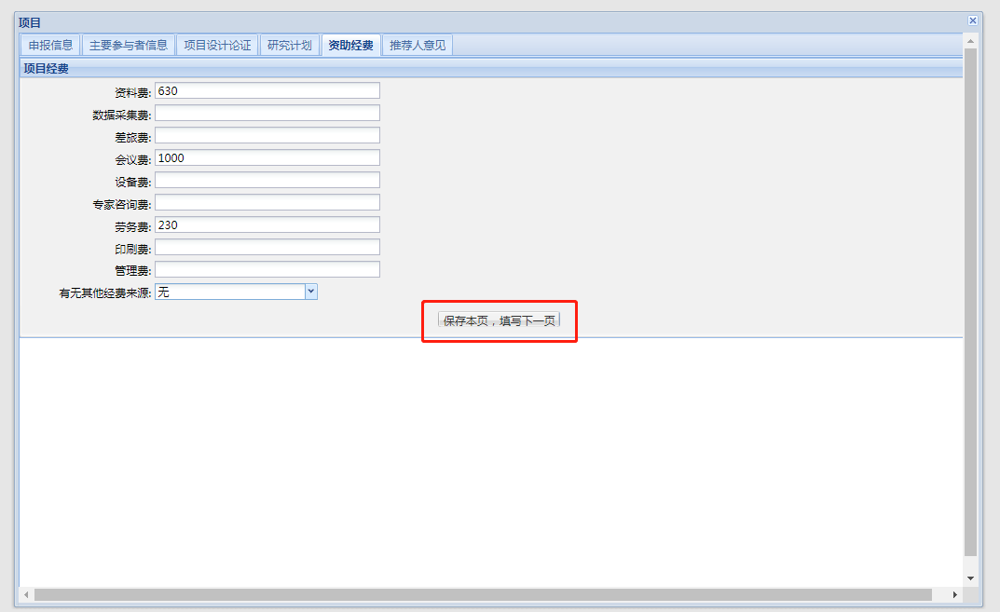 项目
申报信息 主要参与者信息 项目设计论证 研究计划 资助经费 推荐人意见
项目经费
资料费: 630
数据采集费:
差旅费:
会议费: 1000
设备费:
专家咨询费:
劳务费: 230
印刷费:
管理费:
有无其他经费来源: 无
保存本页，填写下一页